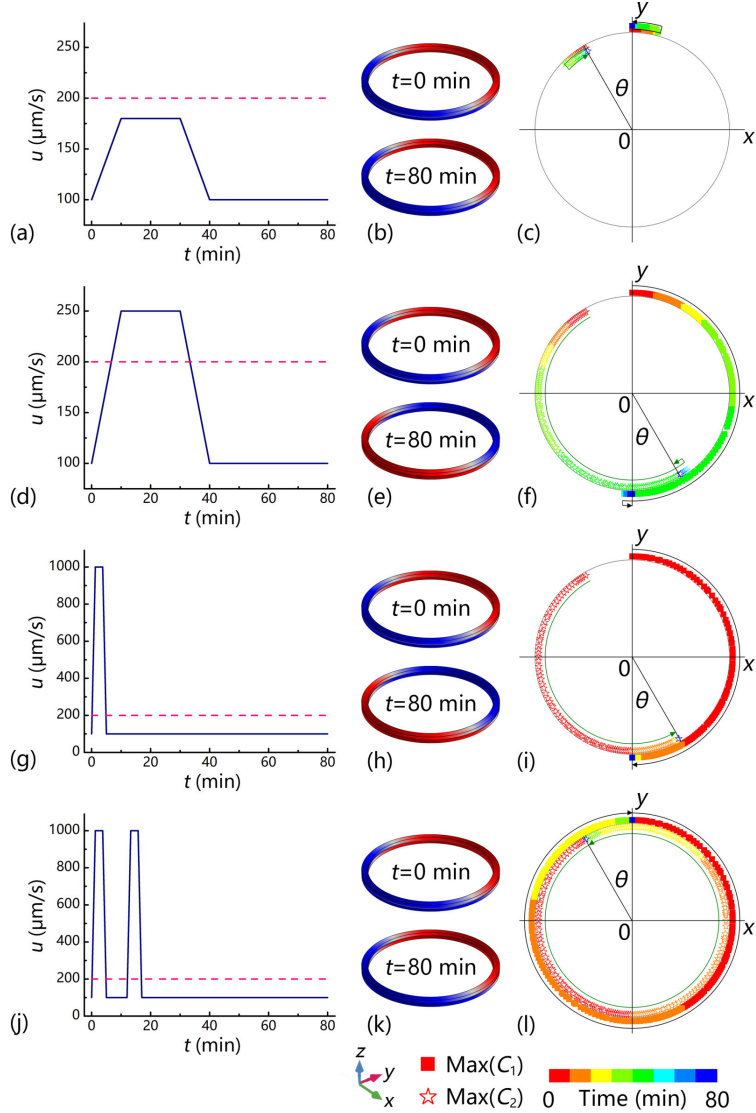 250
200
150
100
u (μm/s)
0 20 40 60 80
t (min)
(a)
t=0 min
t=80 min
(b)
y
θ
0
x
(c)
250
200
150
100
u (μm/s)
0 20 40 60 80
t (min)
(d)
t=0 min
t=80 min
(e)
y
0
x
θ
(f)
1000
800
600
400
200
0
u (μm/s)
0 20 40 60 80
t (min)
(g)
t=0 min
t=80 min
(h)
y
0
x
θ
(i)
1000
800
600
400
200
0
u (μm/s)
0 20 40 60 80
t (min)
(j)
t=0 min
t=80 min
(k)
y
θ
0
x
(l)
z
y
x
Max(C1)
Max(C2)
0 Time (min) 80